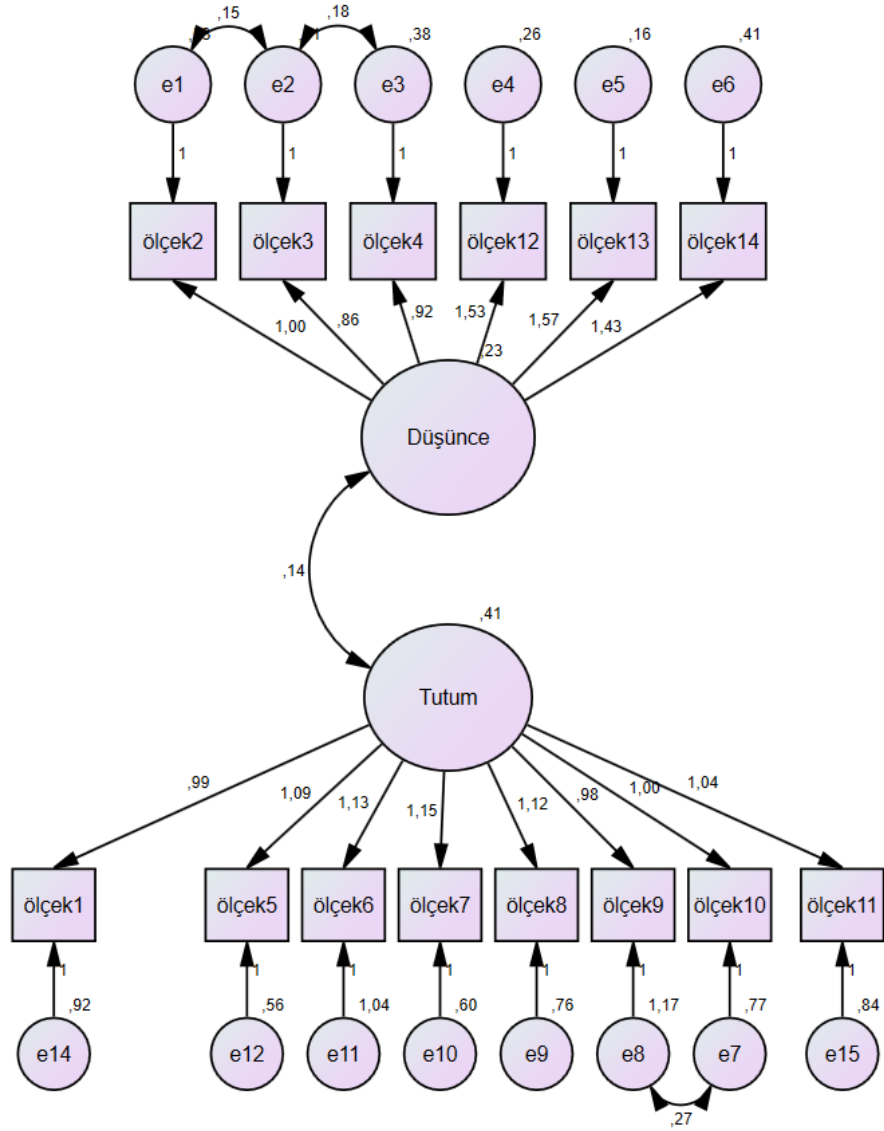 ,15 ,18
,38 ,26 ,16 ,41
e1 e2 e3 e4 e5 e6
1 1 1 1 1 1
ölçek2 ölçek3 ölçek4 ölçek12 ölçek13 ölçek14
1,00 ,86 ,92 1,53 1,57 1,43
,23
Düşünce
,14
,41
Tutum
,99 1,09 1,13 1,15 1,12 ,98 1,00 1,04
ölçek1 ölçek5 ölçek6 ölçek7 ölçek8 ölçek9 ölçek10 ölçek11
1 1 1 1 1 1 1 1
,92 ,56 1,04 ,60 ,76 1,17 ,77 ,84
e14 e12 e11 e10 e9 e8 e7 e15
,27